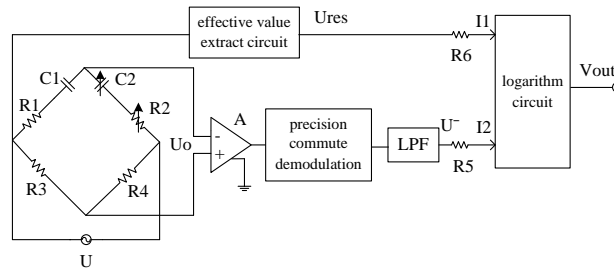 effective value
extract circuit
Ures
I1
R6
C1
C2
R1
R2
logarithm
circuit
Vout
A
Uo
-
+
precision
commute
demodulation
LPF
U⁻
I2
R5
R3
R4
U